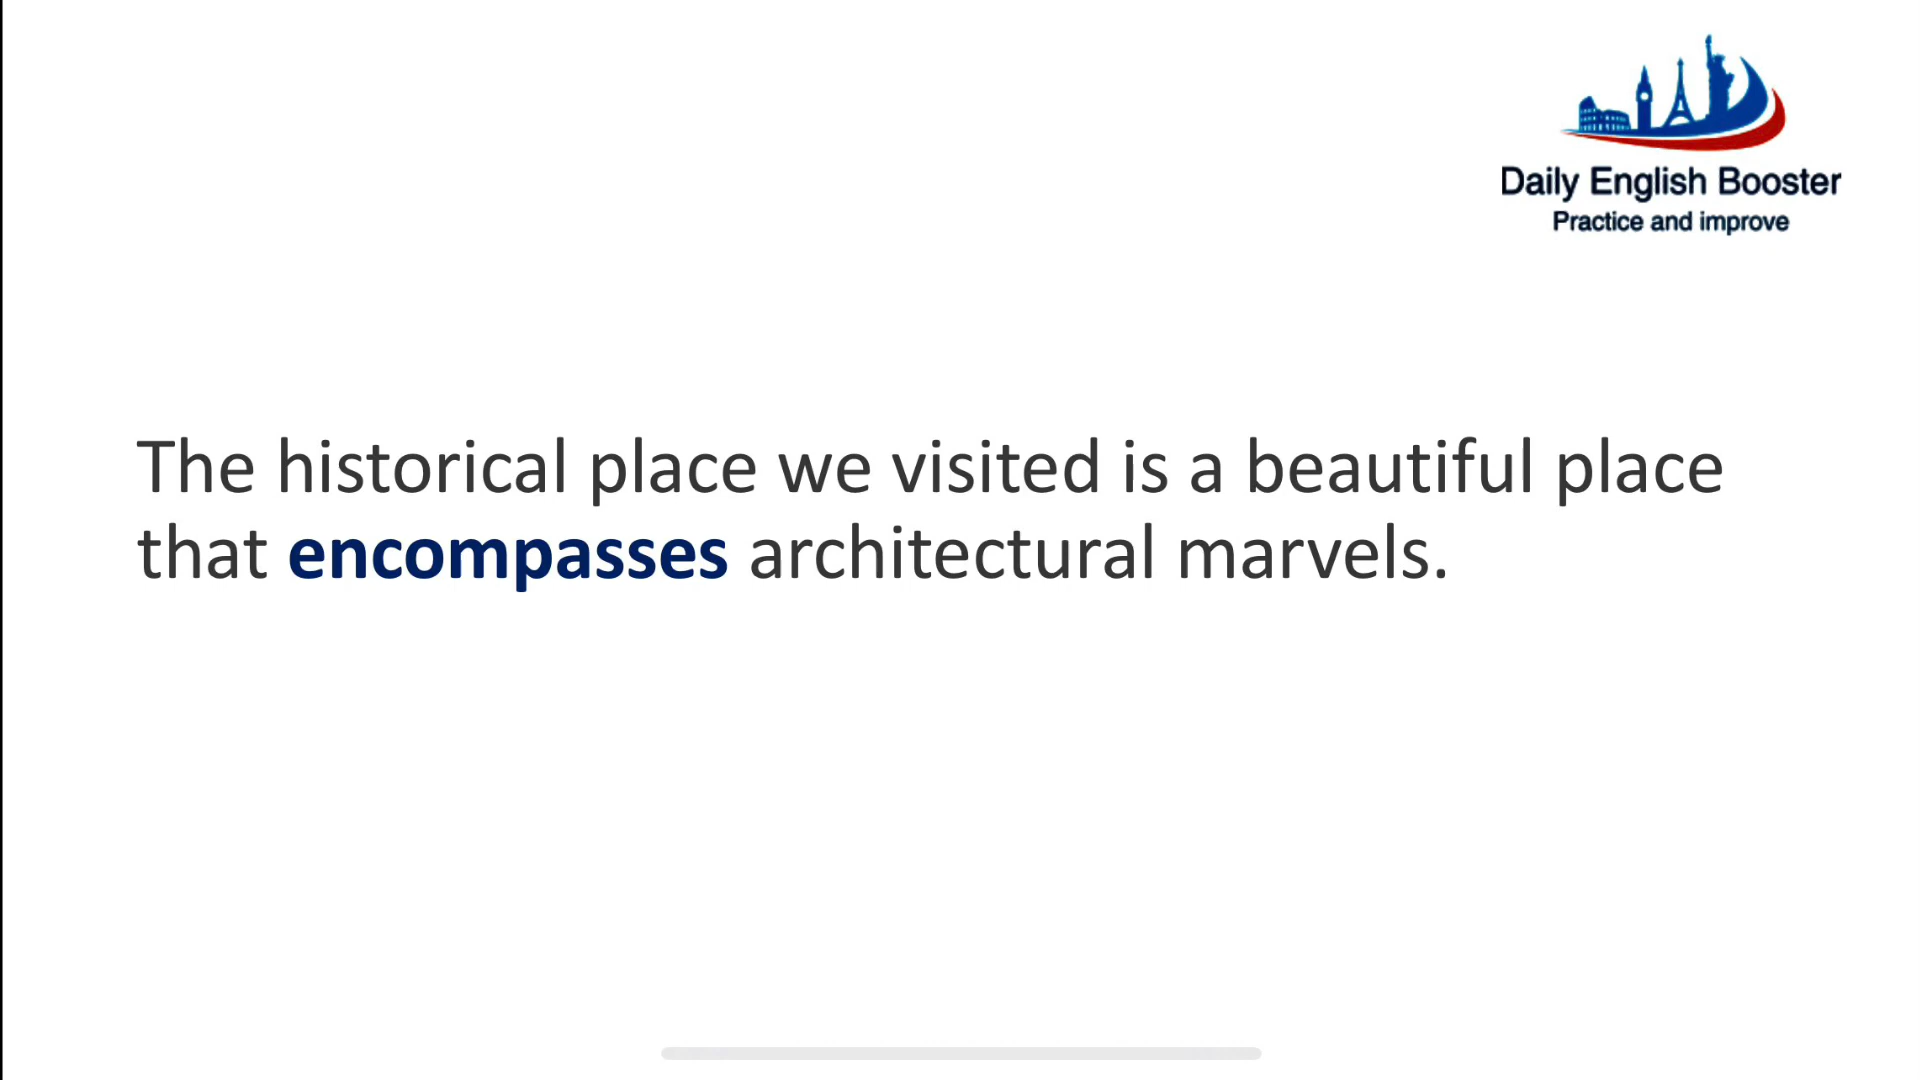 Daily English Booster
Practice and improve
The historical place we visited is a beautiful place
that encompasses architectural marvels.